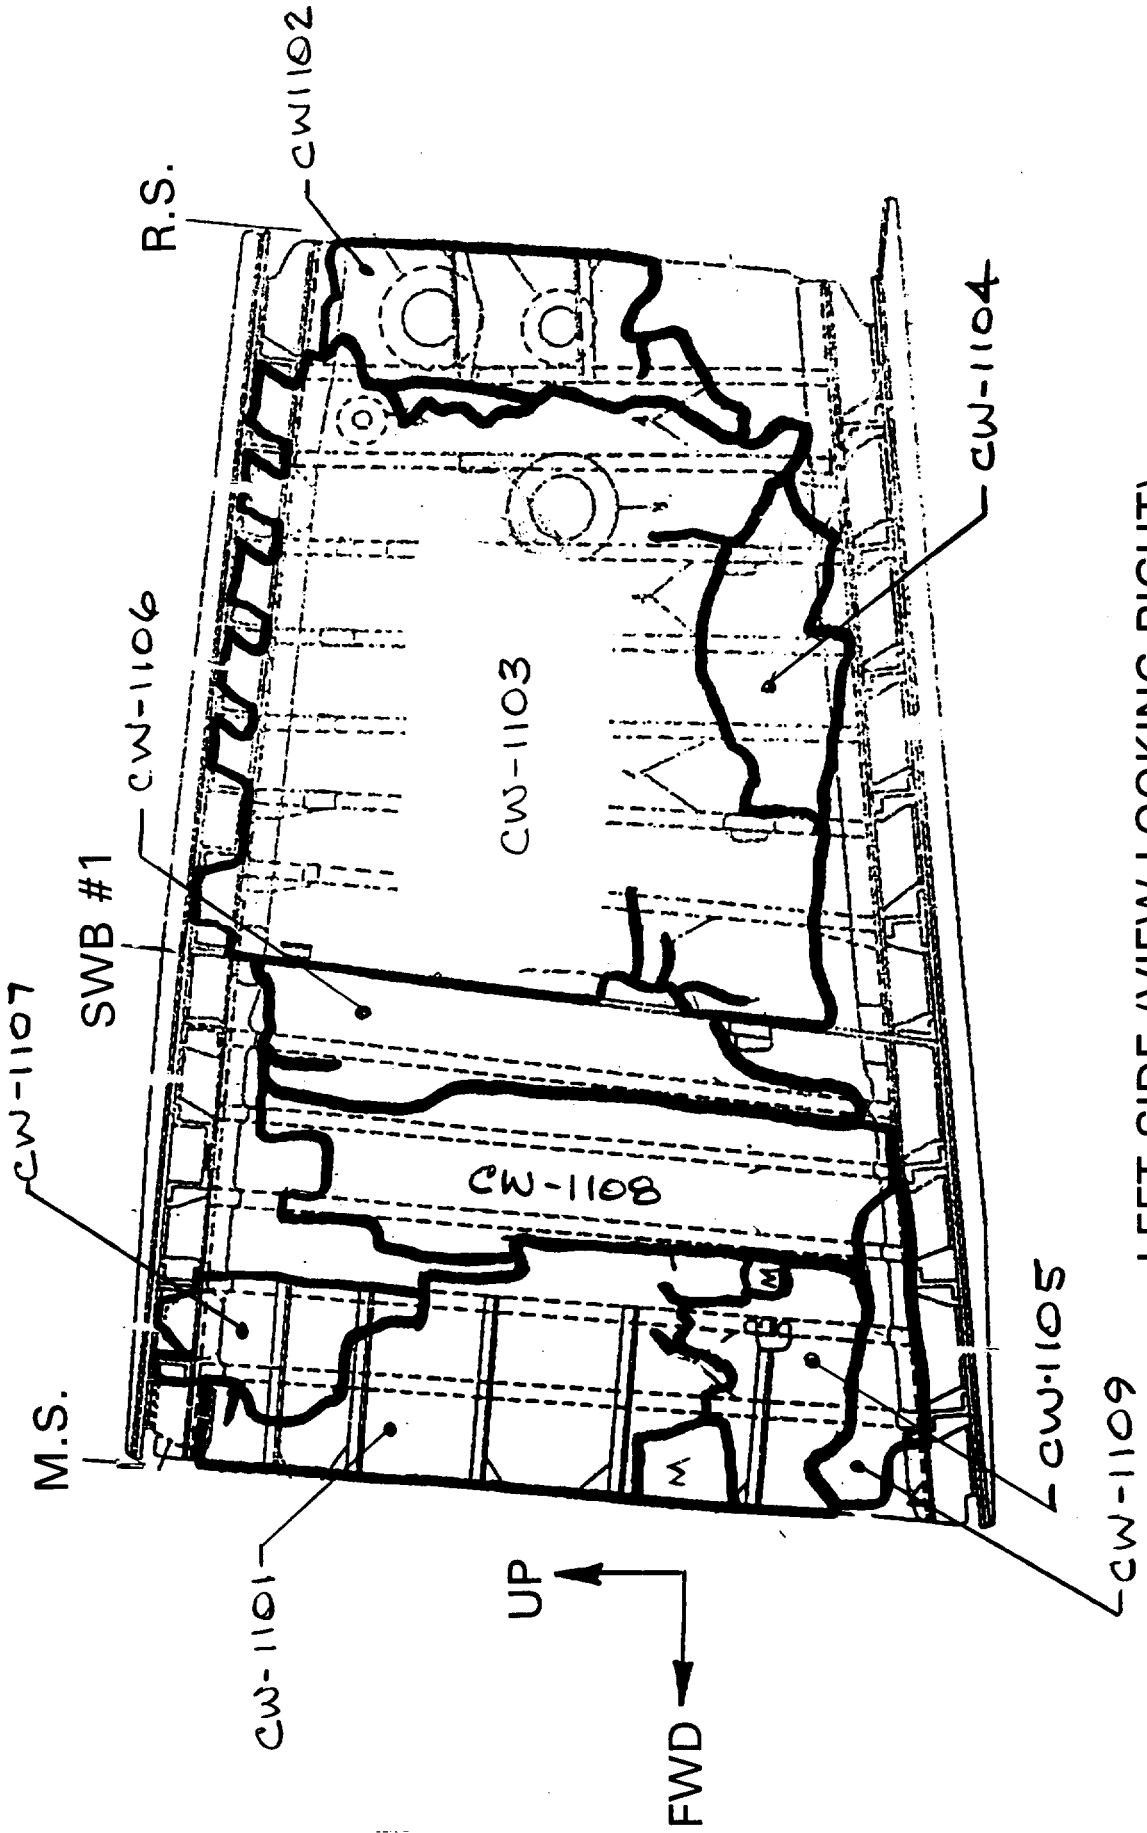 CW-1107
SWB #1
CW-1106
R.S.
CW1102
M.S.
CW-1101
CW-1103
CW-1108
M
M
UP
FWD
CW-1104
CW-1105
CW-1109
LEFT SIDE (VIEW LOOKING RIGHT)